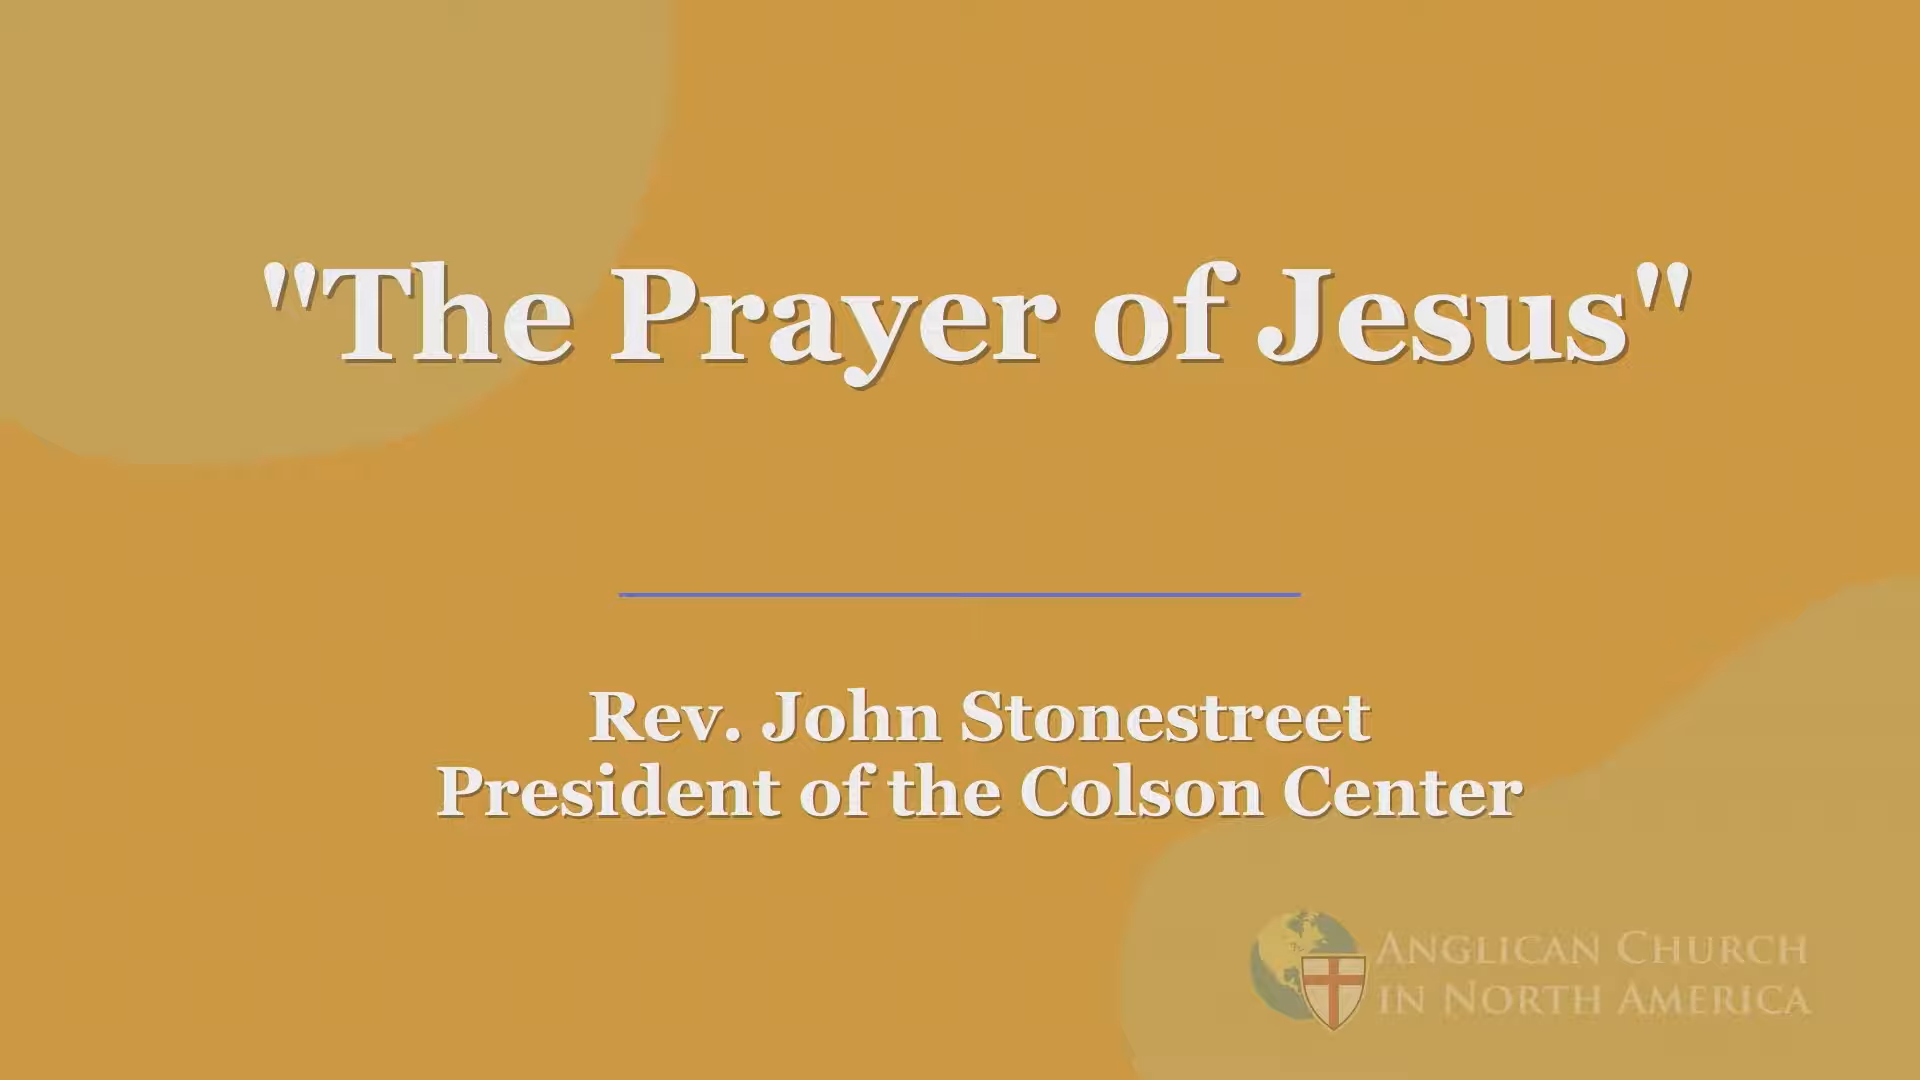 "The Prayer of Jesus"
Rev. John Stonestreet
President of the Colson Center
Anglican Church
in North America